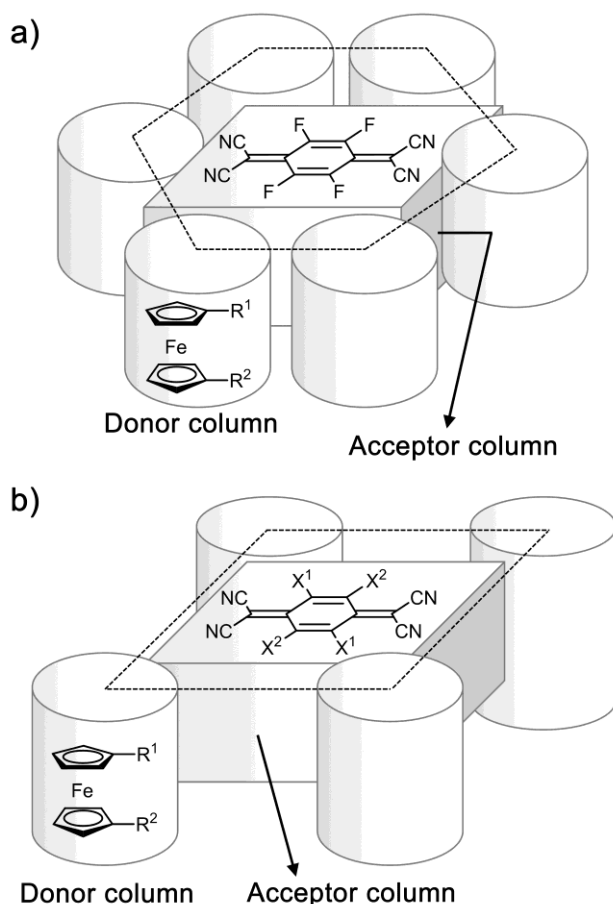 a)
F F
NC CN
NC CN
F F
R¹
Fe
R²
Donor column
Acceptor column
b)
X¹ X²
NC CN
NC CN
X² X¹
R¹
Fe
R²
Donor column Acceptor column